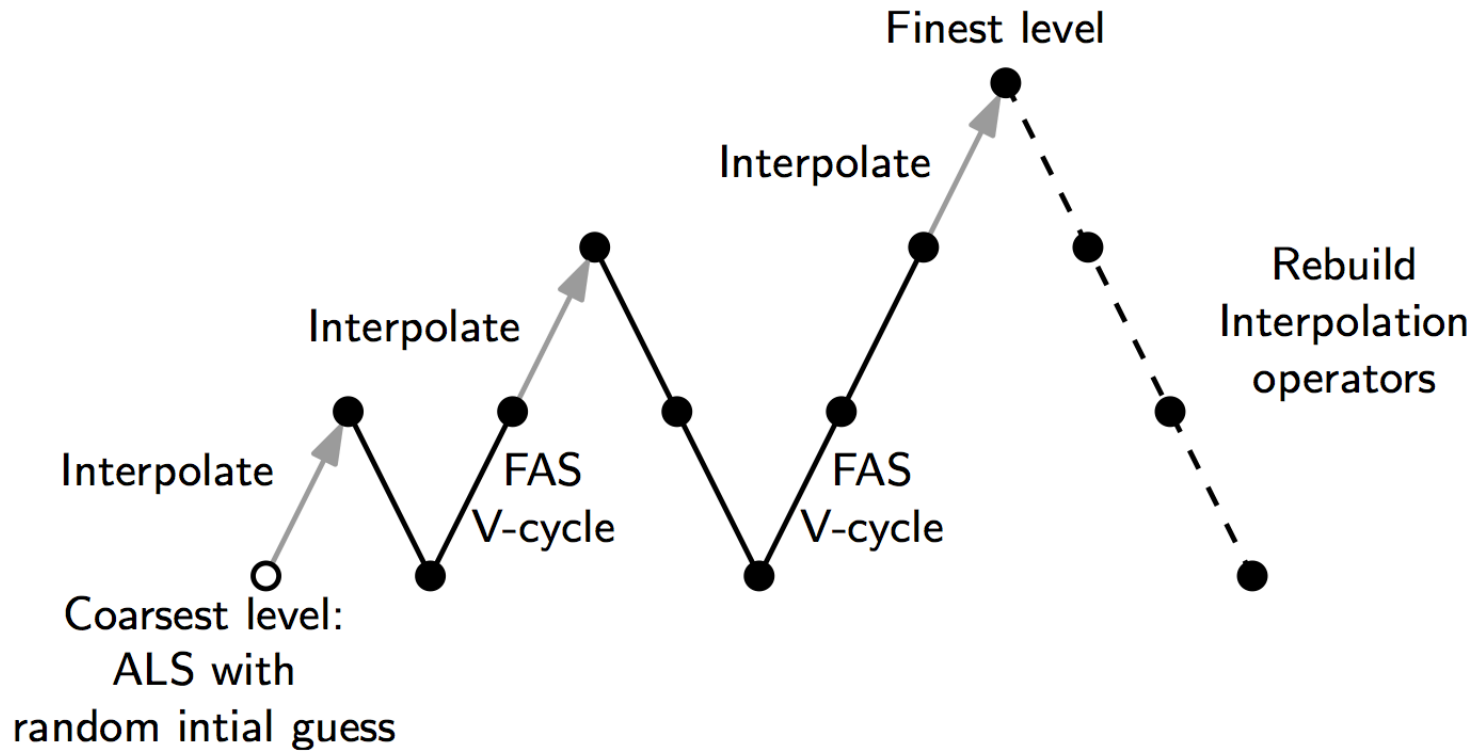 Finest level
Interpolate
Rebuild
Interpolation
operators
Interpolate
Interpolate
FAS
V-cycle
FAS
V-cycle
Coarsest level:
ALS with
random intial guess